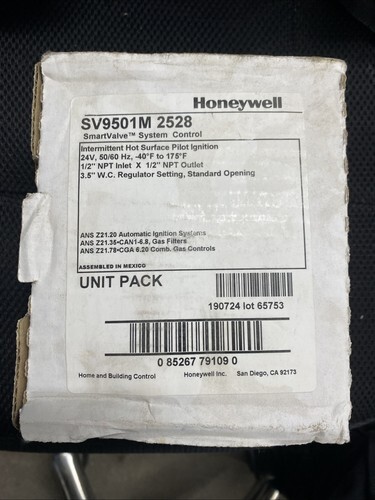 Honeywell
SV9501M 2528
SmartValve™ System Control
Intermittent Hot Surface Pilot Ignition
24V, 50/60 Hz, -40°F to 175°F
1/2" NPT Inlet X 1/2" NPT Outlet
3.5" W.C. Regulator Setting, Standard Opening
ANS Z21.20 Automatic Ignition Systems
ANS Z21.35•CAN1-6.8, Gas Filters
ANS Z21.78•CGA 6.20 Comb. Gas Controls
ASSEMBLED IN MEXICO
UNIT PACK
190724 lot 65753
0 85267 79109 0
Home and Building Control Honeywell Inc. San Diego, CA 92173